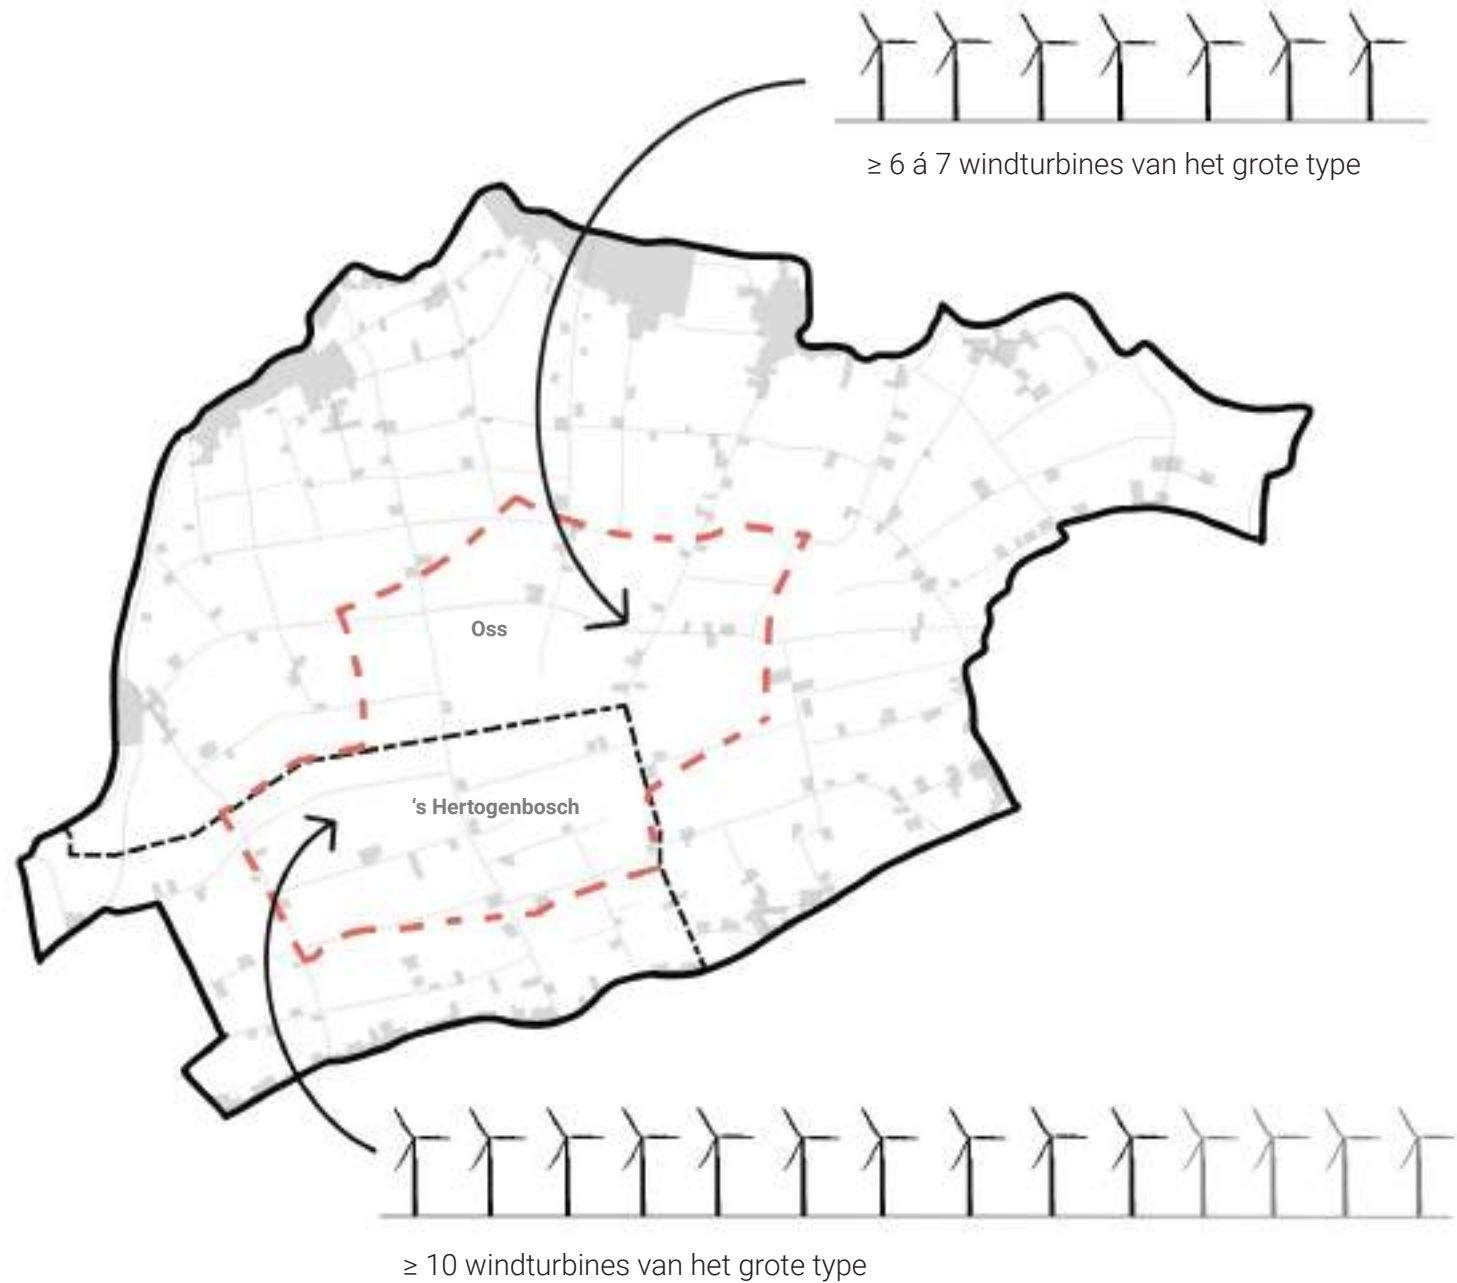 ≥ 6 á 7 windturbines van het grote type
Oss
‘s Hertogenbosch
≥ 10 windturbines van het grote type